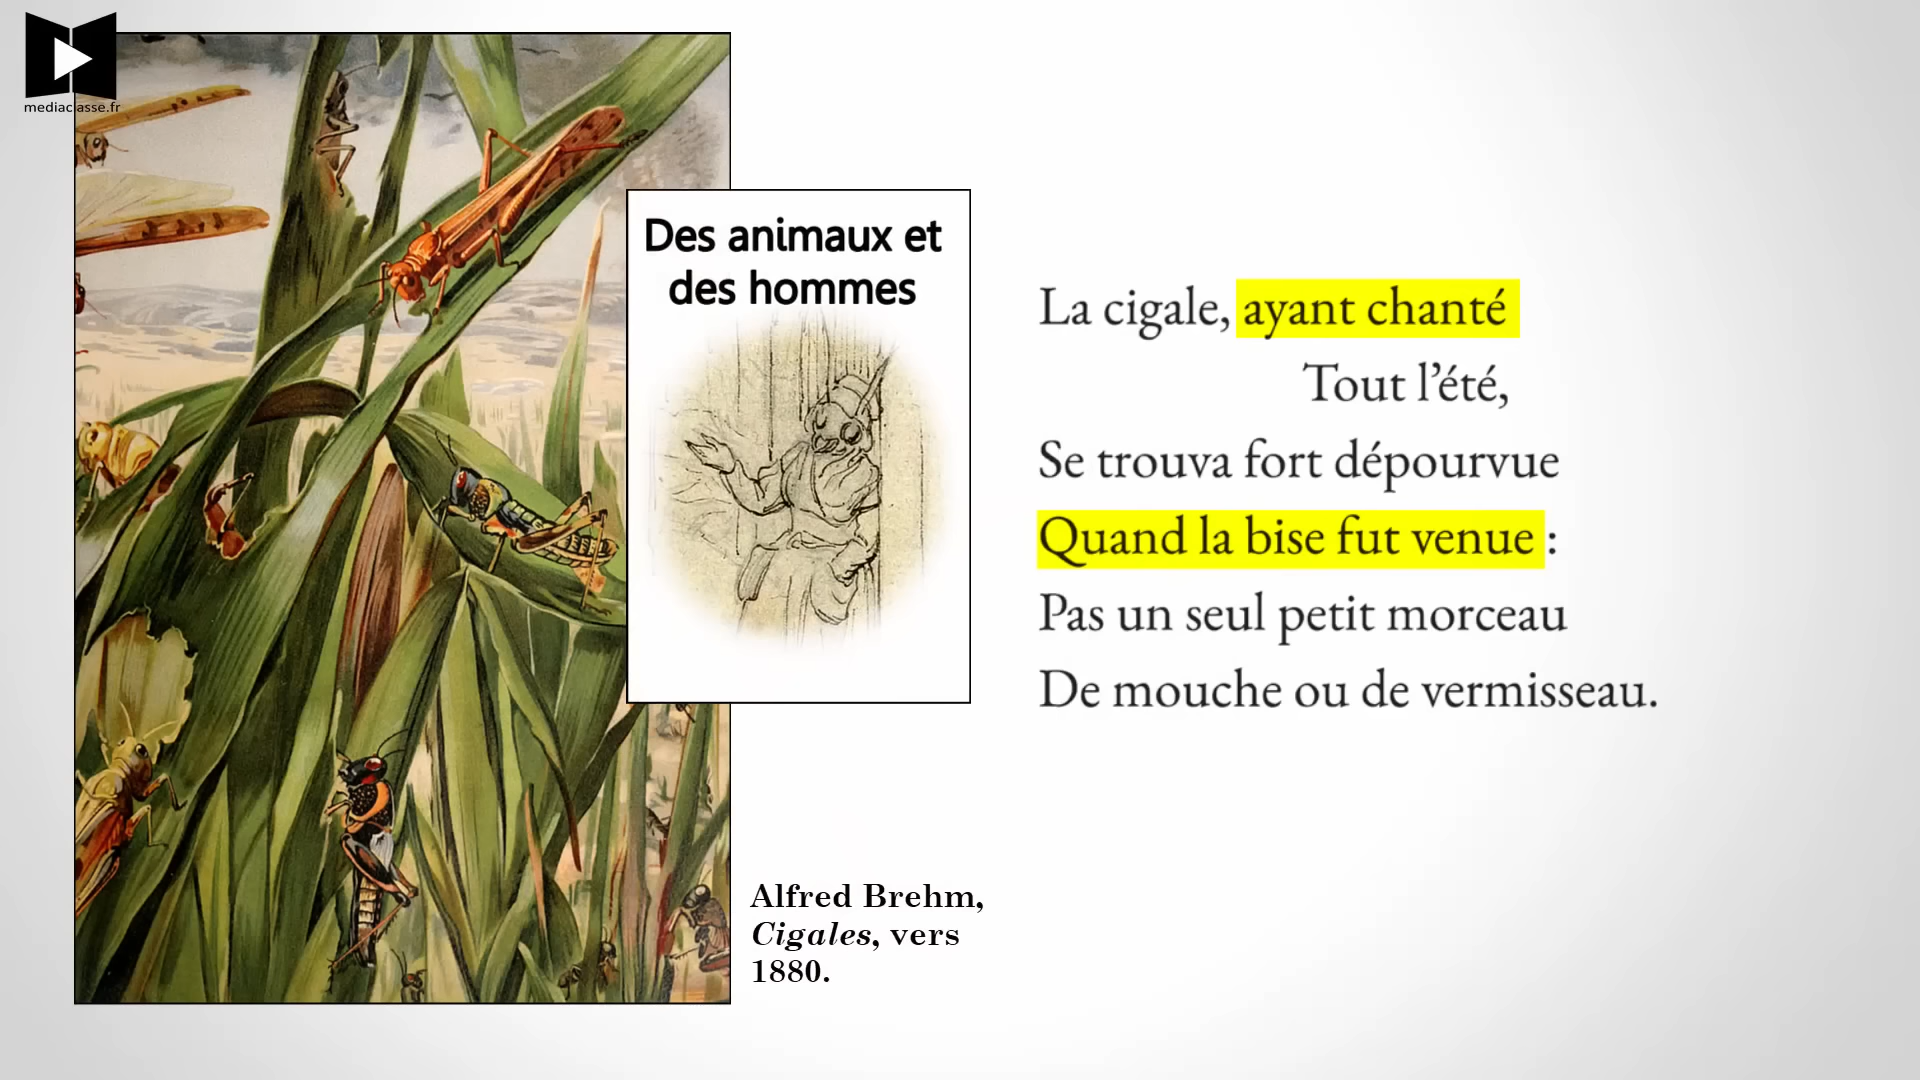 mediaclasse.fr
Des animaux et
des hommes
La cigale, ayant chanté
Tout l’été,
Se trouva fort dépourvue
Quand la bise fut venue :
Pas un seul petit morceau
De mouche ou de vermisseau.
Alfred Brehm,
Cigales, vers
1880.